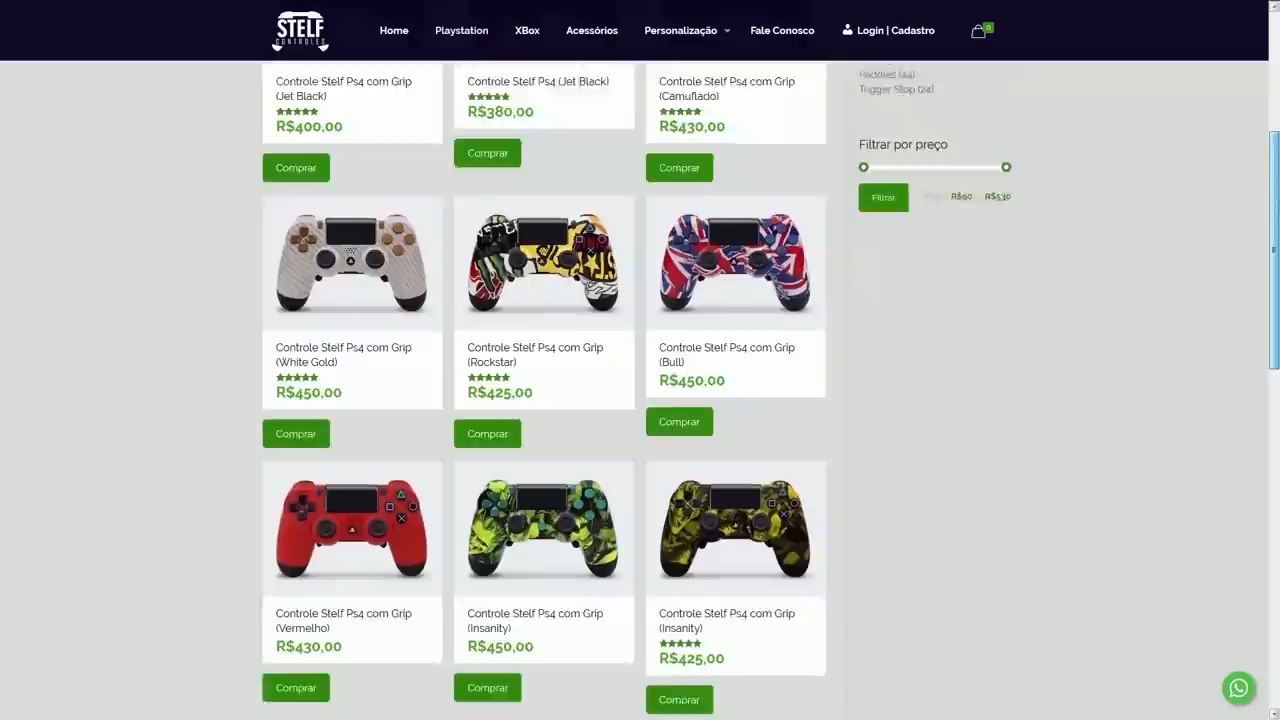 STELF
CONTROLES
Home
Playstation
XBox
Acessórios
Personalização
Fale Conosco
Login | Cadastro
0
Controle Stelf Ps4 com Grip
(Jet Black)
R$400,00
Comprar
Controle Stelf Ps4 (Jet Black)
R$380,00
Comprar
Controle Stelf Ps4 com Grip
(Camuflado)
R$430,00
Comprar
Paddles (44)
Trigger Stop (24)
Filtrar por preço
Filtrar
R$60
R$530
Controle Stelf Ps4 com Grip
(White Gold)
R$450,00
Comprar
Controle Stelf Ps4 com Grip
(Rockstar)
R$425,00
Comprar
Controle Stelf Ps4 com Grip
(Bull)
R$450,00
Comprar
Controle Stelf Ps4 com Grip
(Vermelho)
R$430,00
Comprar
Controle Stelf Ps4 com Grip
(Insanity)
R$450,00
Comprar
Controle Stelf Ps4 com Grip
(Insanity)
R$425,00
Comprar